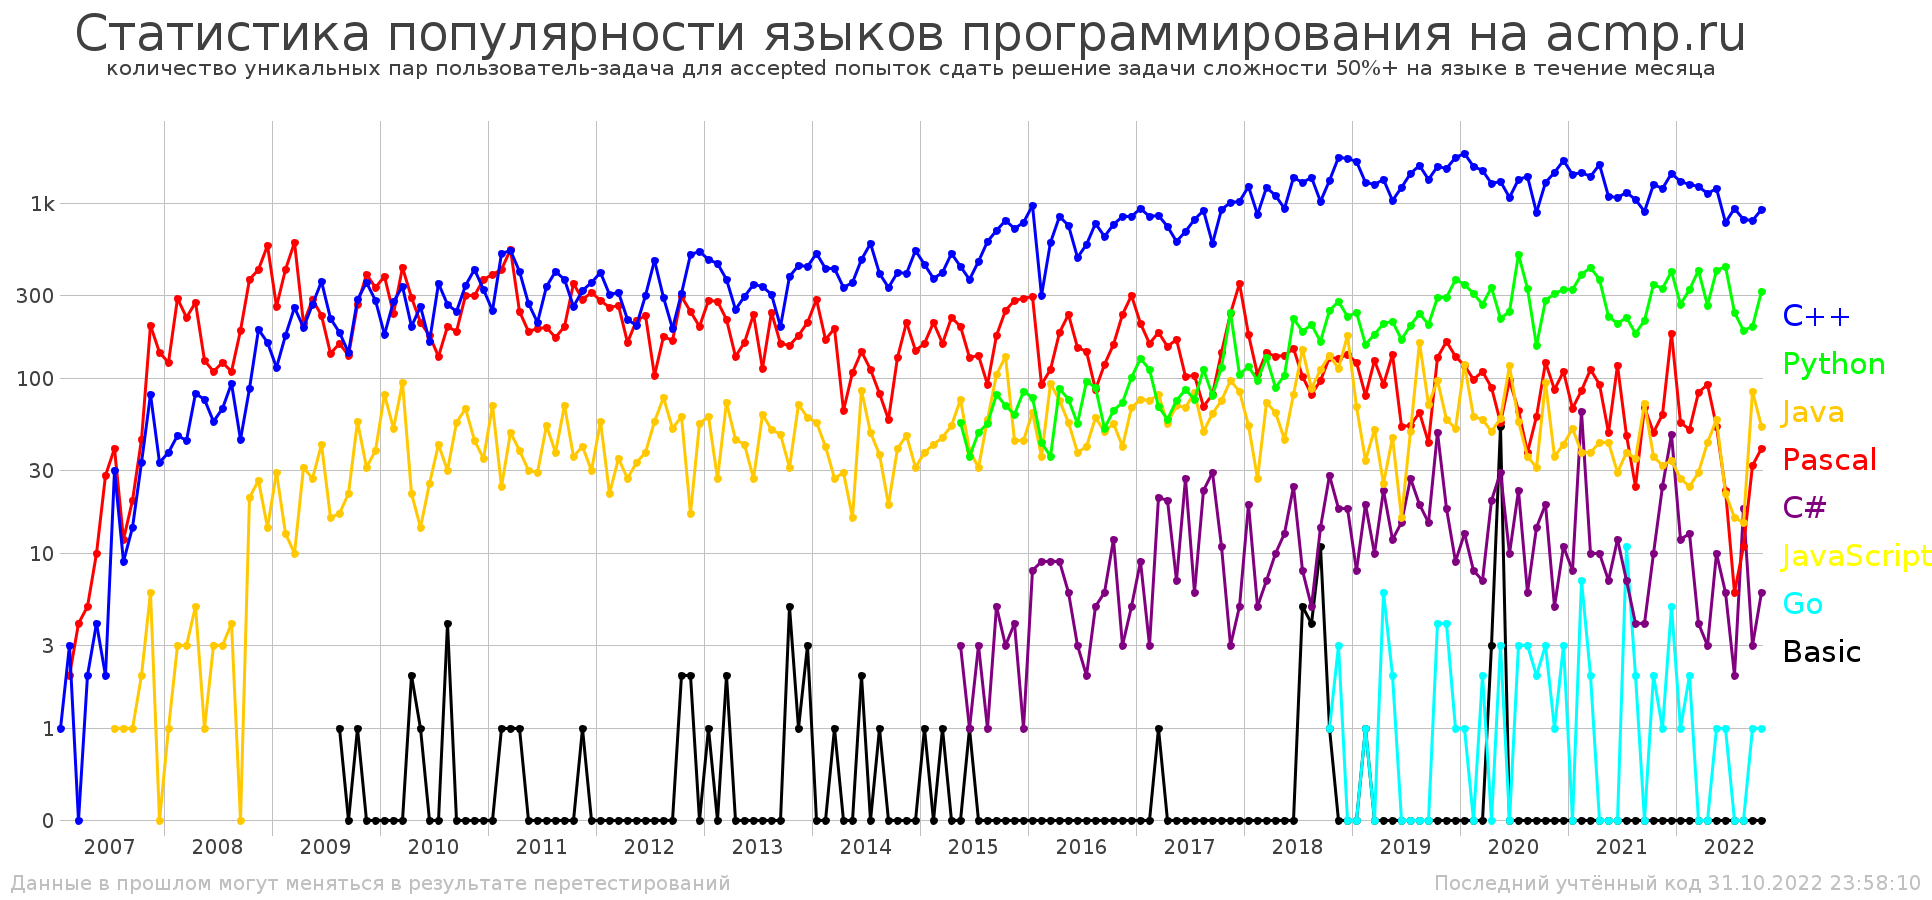 Статистика популярности языков программирования на acmp.ru
количество уникальных пар пользователь-задача для accepted попыток сдать решение задачи сложности 50%+ на языке в течение месяца
1k
300
100
30
10
3
1
0
C++
Python
Java
Pascal
C#
JavaScript
Go
Basic
2007 2008 2009 2010 2011 2012 2013 2014 2015 2016 2017 2018 2019 2020 2021 2022
Данные в прошлом могут меняться в результате перетестирований
Последний учтённый код 31.10.2022 23:58:10